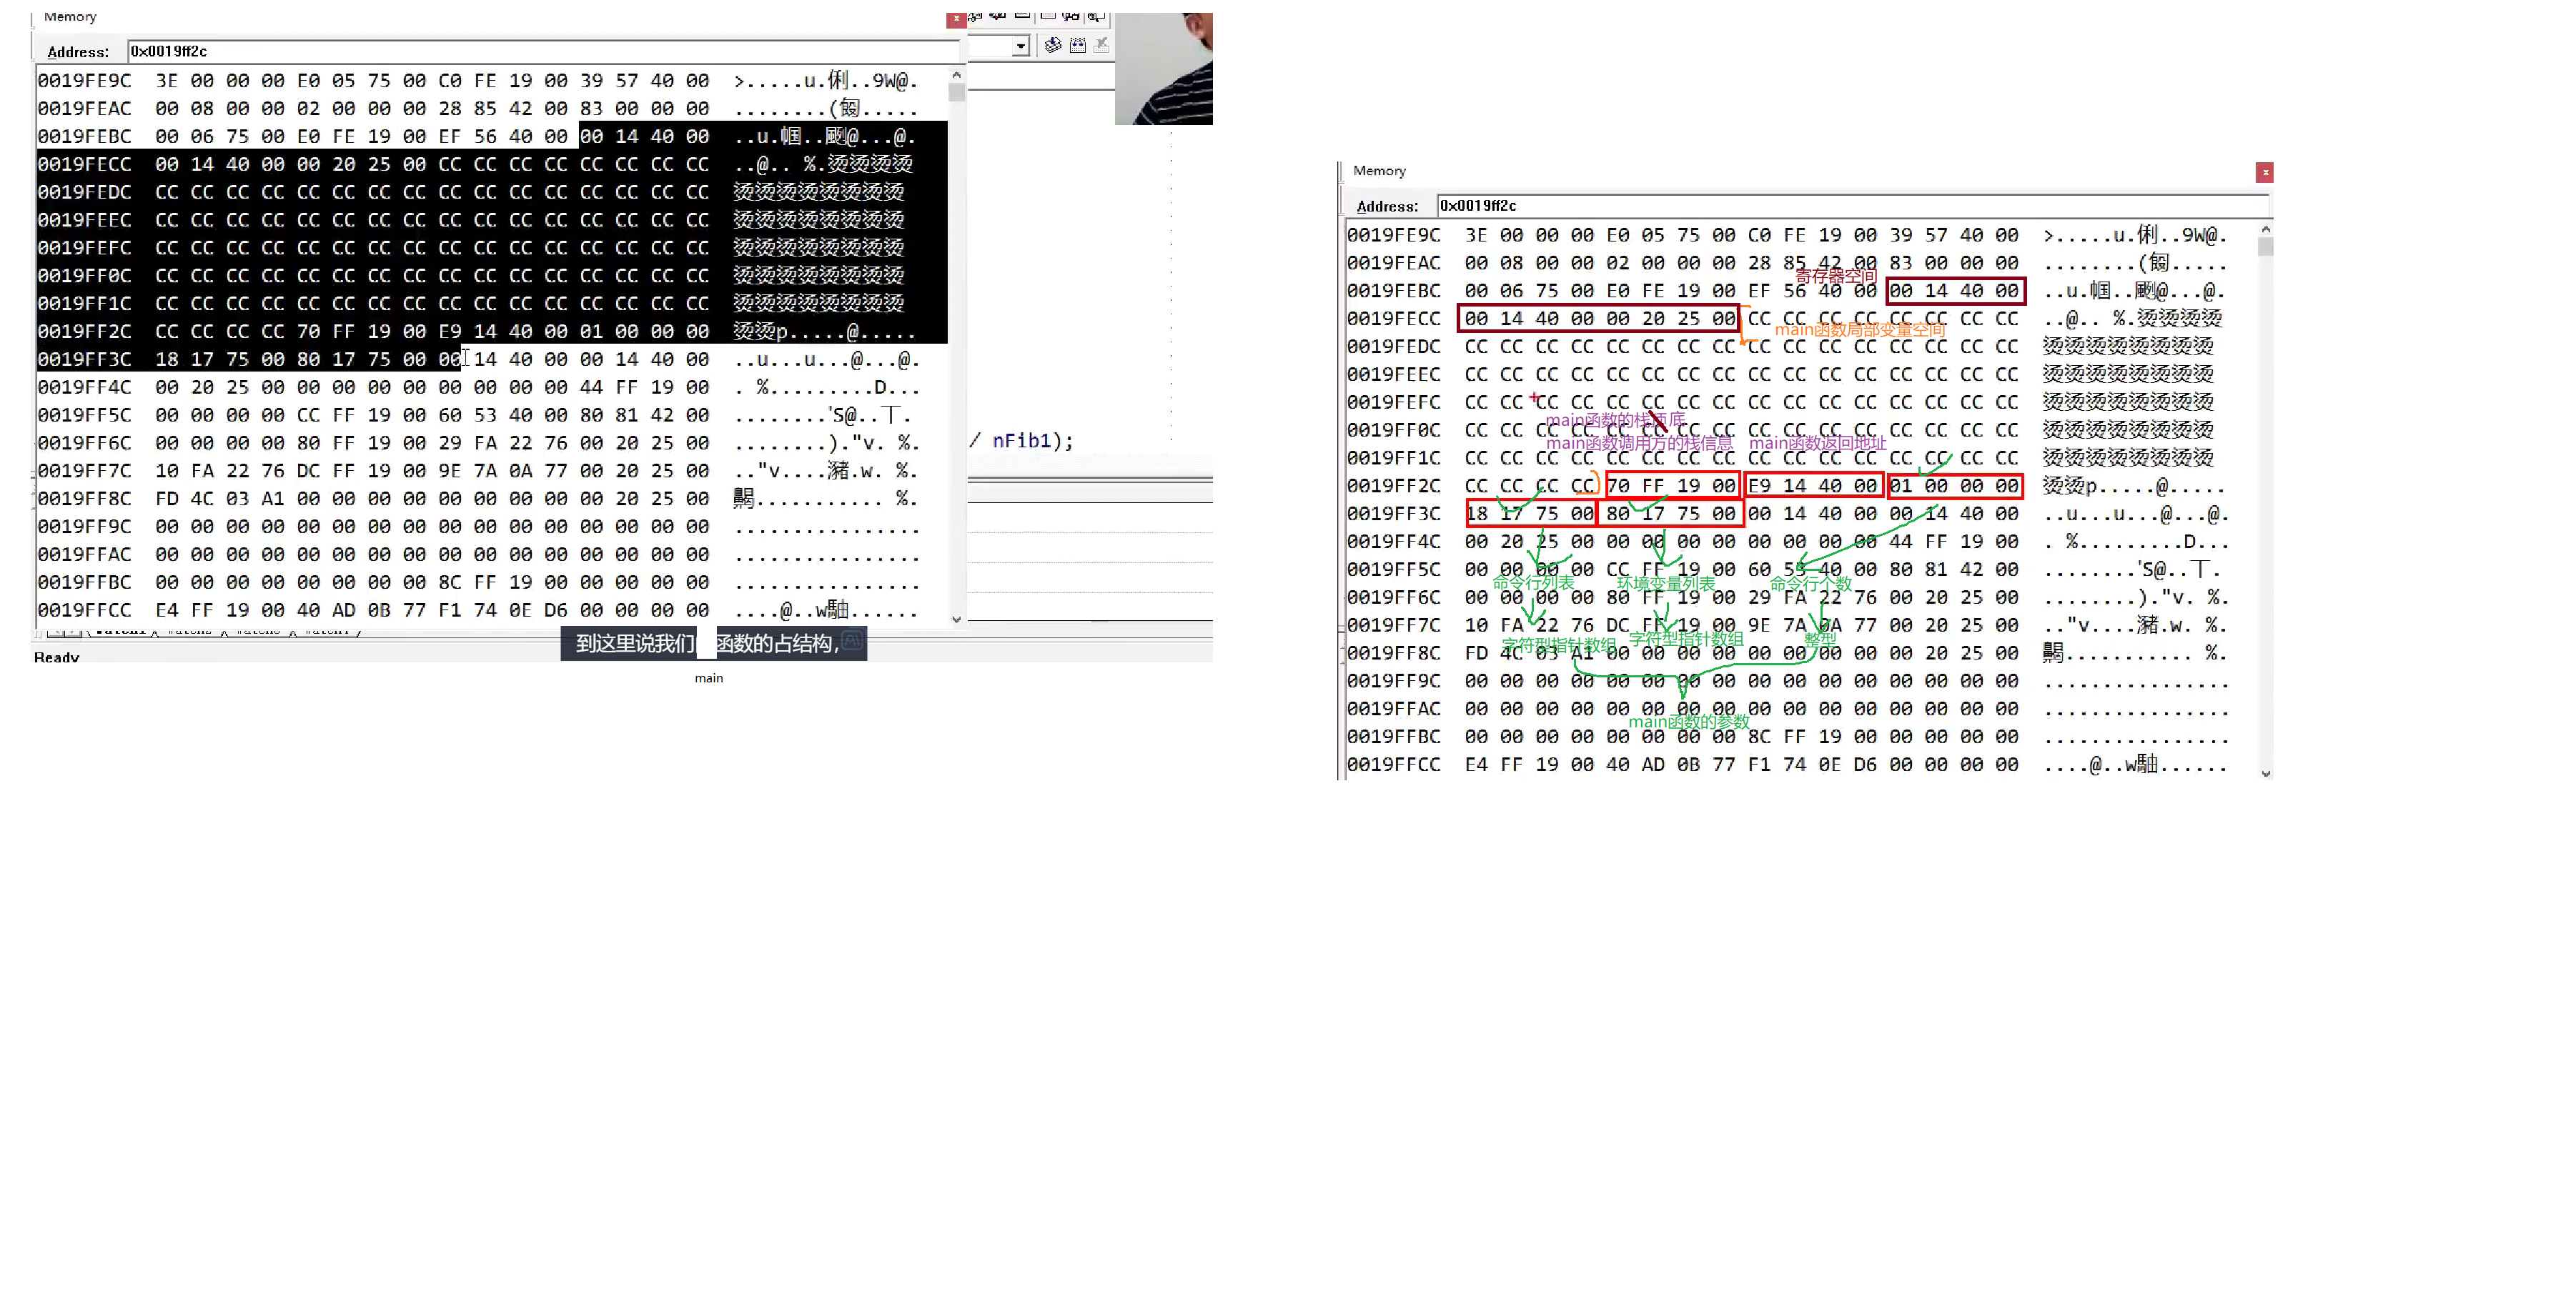 Memory
Address: 0x0019ff2c
0019FE9C 3E 00 00 00 E0 05 75 00 C0 FE 19 00 39 57 40 00 >.....u.俐..9W@.
0019FEAC 00 08 00 00 02 00 00 00 28 85 42 00 83 00 00 00 ........(
0019FEBC 00 06 75 00 E0 FE 19 00 EF 56 40 00 00 14 40 00 ..u.帼..飑@...@.
0019FECC 00 14 40 00 00 20 25 00 CC CC CC CC CC CC CC CC ..@.. %.烫烫烫烫
0019FEDC CC CC CC CC CC CC CC CC CC CC CC CC CC CC CC CC 烫烫烫烫烫烫烫烫
0019FEEC CC CC CC CC CC CC CC CC CC CC CC CC CC CC CC CC 烫烫烫烫烫烫烫烫
0019FEFC CC CC CC CC CC CC CC CC CC CC CC CC CC CC CC CC 烫烫烫烫烫烫烫烫
0019FF0C CC CC CC CC CC CC CC CC CC CC CC CC CC CC CC CC 烫烫烫烫烫烫烫烫
0019FF1C CC CC CC CC CC CC CC CC CC CC CC CC CC CC CC CC 烫烫烫烫烫烫烫烫
0019FF2C CC CC CC CC 70 FF 19 00 E9 14 40 00 01 00 00 00 烫烫p.....@.....
0019FF3C 18 17 75 00 80 17 75 00 00 14 40 00 00 14 40 00 ..u...u...@...@.
0019FF4C 00 20 25 00 00 00 00 00 00 00 00 00 44 FF 19 00 . %.........D...
0019FF5C 00 00 00 00 CC FF 19 00 60 53 40 00 80 81 42 00 ........'S@..丅.
0019FF6C 00 00 00 00 80 FF 19 00 29 FA 22 76 00 20 25 00 ........)."v. %.
0019FF7C 10 FA 22 76 DC FF 19 00 9E 7A 0A 77 00 20 25 00 .."v....瀦.w. %.
0019FF8C FD 4C 03 A1 00 00 00 00 00 00 00 00 00 20 25 00 ........... %.
0019FF9C 00 00 00 00 00 00 00 00 00 00 00 00 00 00 00 00 ................
0019FFAC 00 00 00 00 00 00 00 00 00 00 00 00 00 00 00 00 ................
0019FFBC 00 00 00 00 00 00 00 00 8C FF 19 00 00 00 00 00 ................
0019FFCC E4 FF 19 00 40 AD 0B 77 F1 74 0E D6 00 00 00 00 ....@..w......
/ nFib1);
到这里说我们 函数的占结构,
Ready
main
Memory
Address: 0x0019ff2c
0019FE9C 3E 00 00 00 E0 05 75 00 C0 FE 19 00 39 57 40 00 >.....u.俐..9W@.
0019FEAC 00 08 00 00 02 00 00 00 28 85 42 00 83 00 00 00 ........(
寄存器空间
0019FEBC 00 06 75 00 E0 FE 19 00 EF 56 40 00 00 14 40 00 ..u.帼..飑@...@.
0019FECC 00 14 40 00 00 20 25 00 CC CC CC CC CC CC CC CC ..@.. %.烫烫烫烫
main函数局部变量空间
0019FEDC CC CC CC CC CC CC CC CC CC CC CC CC CC CC CC CC 烫烫烫烫烫烫烫烫
0019FEEC CC CC CC CC CC CC CC CC CC CC CC CC CC CC CC CC 烫烫烫烫烫烫烫烫
0019FEFC CC CC CC CC CC CC CC CC CC CC CC CC CC CC CC CC 烫烫烫烫烫烫烫烫
main函数的栈顶底
0019FF0C CC CC CC CC CC CC CC CC CC CC CC CC CC CC CC CC 烫烫烫烫烫烫烫烫
main函数调用方的栈信息 main函数返回地址
0019FF1C CC CC CC CC CC CC CC CC CC CC CC CC CC CC CC CC 烫烫烫烫烫烫烫烫
0019FF2C CC CC CC CC 70 FF 19 00 E9 14 40 00 01 00 00 00 烫烫p.....@.....
0019FF3C 18 17 75 00 80 17 75 00 00 14 40 00 00 14 40 00 ..u...u...@...@.
0019FF4C 00 20 25 00 00 00 00 00 00 00 00 00 44 FF 19 00 . %.........D...
0019FF5C 00 00 00 00 CC FF 19 00 60 53 40 00 80 81 42 00 ........'S@..丅.
命令行列表 环境变量列表 命令行个数
0019FF6C 00 00 00 00 80 FF 19 00 29 FA 22 76 00 20 25 00 ........)."v. %.
0019FF7C 10 FA 22 76 DC FF 19 00 9E 7A 0A 77 00 20 25 00 .."v....瀦.w. %.
字符型指针数组 字符型指针数组 整型
0019FF8C FD 4C 03 A1 00 00 00 00 00 00 00 00 00 20 25 00 ........... %.
0019FF9C 00 00 00 00 00 00 00 00 00 00 00 00 00 00 00 00 ................
0019FFAC 00 00 00 00 00 00 00 00 00 00 00 00 00 00 00 00 ................
main函数的参数
0019FFBC 00 00 00 00 00 00 00 00 8C FF 19 00 00 00 00 00 ................
0019FFCC E4 FF 19 00 40 AD 0B 77 F1 74 0E D6 00 00 00 00 ....@..w......